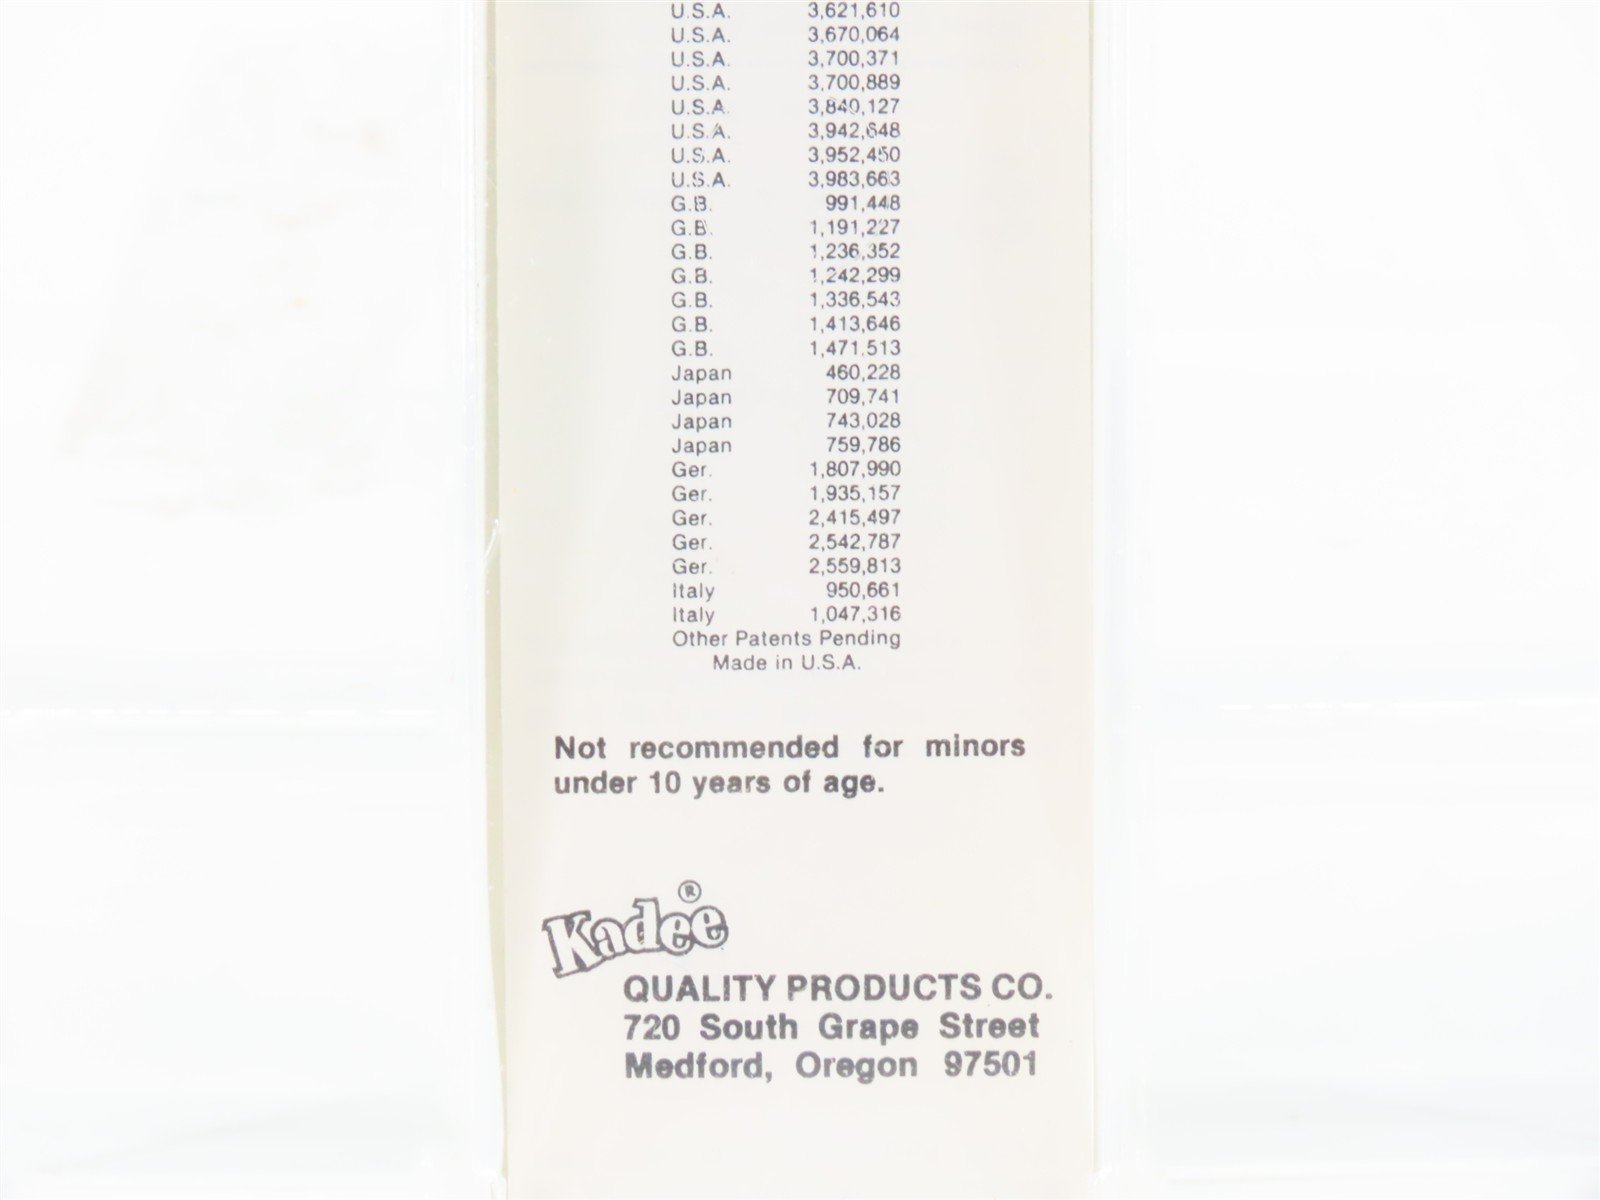 U.S.A. 3,621,610
U.S.A. 3,670,064
U.S.A. 3,700,371
U.S.A. 3,700,889
U.S.A. 3,840,127
U.S.A. 3,942,648
U.S.A. 3,952,450
U.S.A. 3,983,663
G.B. 991,448
G.B. 1,191,227
G.B. 1,236,352
G.B. 1,242,299
G.B. 1,336,543
G.B. 1,413,646
G.B. 1,471,513
Japan 460,228
Japan 709,741
Japan 743,028
Japan 759,786
Ger. 1,807,990
Ger. 1,935,157
Ger. 2,415,497
Ger. 2,542,787
Ger. 2,559,813
Italy 950,661
Italy 1,047,316
Other Patents Pending
Made in U.S.A.
Not recommended for minors
under 10 years of age.
Kadee®
QUALITY PRODUCTS CO.
720 South Grape Street
Medford, Oregon 97501